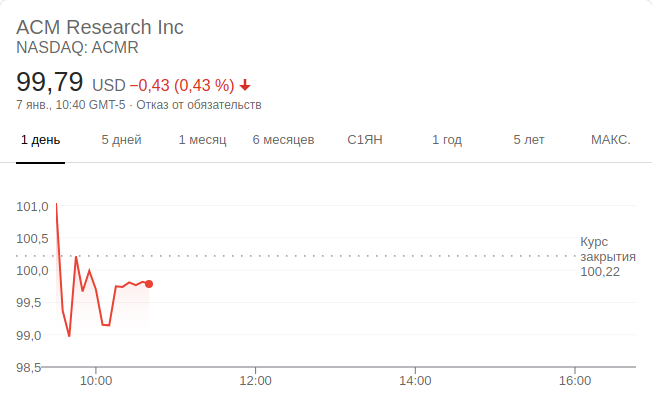 ACM Research Inc
NASDAQ: ACMR
99,79 USD −0,43 (0,43 %)
7 янв., 10:40 GMT-5 · Отказ от обязательств
1 день 5 дней 1 месяц 6 месяцев С1ЯН 1 год 5 лет МАКС.
101,0
100,5
100,0
99,5
99,0
98,5
Курс
закрытия
100,22
10:00 12:00 14:00 16:00